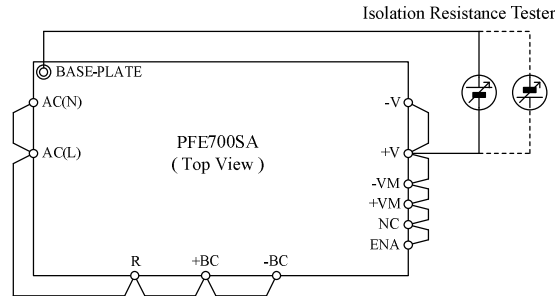 Isolation Resistance Tester
BASE-PLATE
AC(N)
-V
PFE700SA
AC(L)
+V
( Top View )
-VM
+VM
NC
ENA
R
+BC
-BC